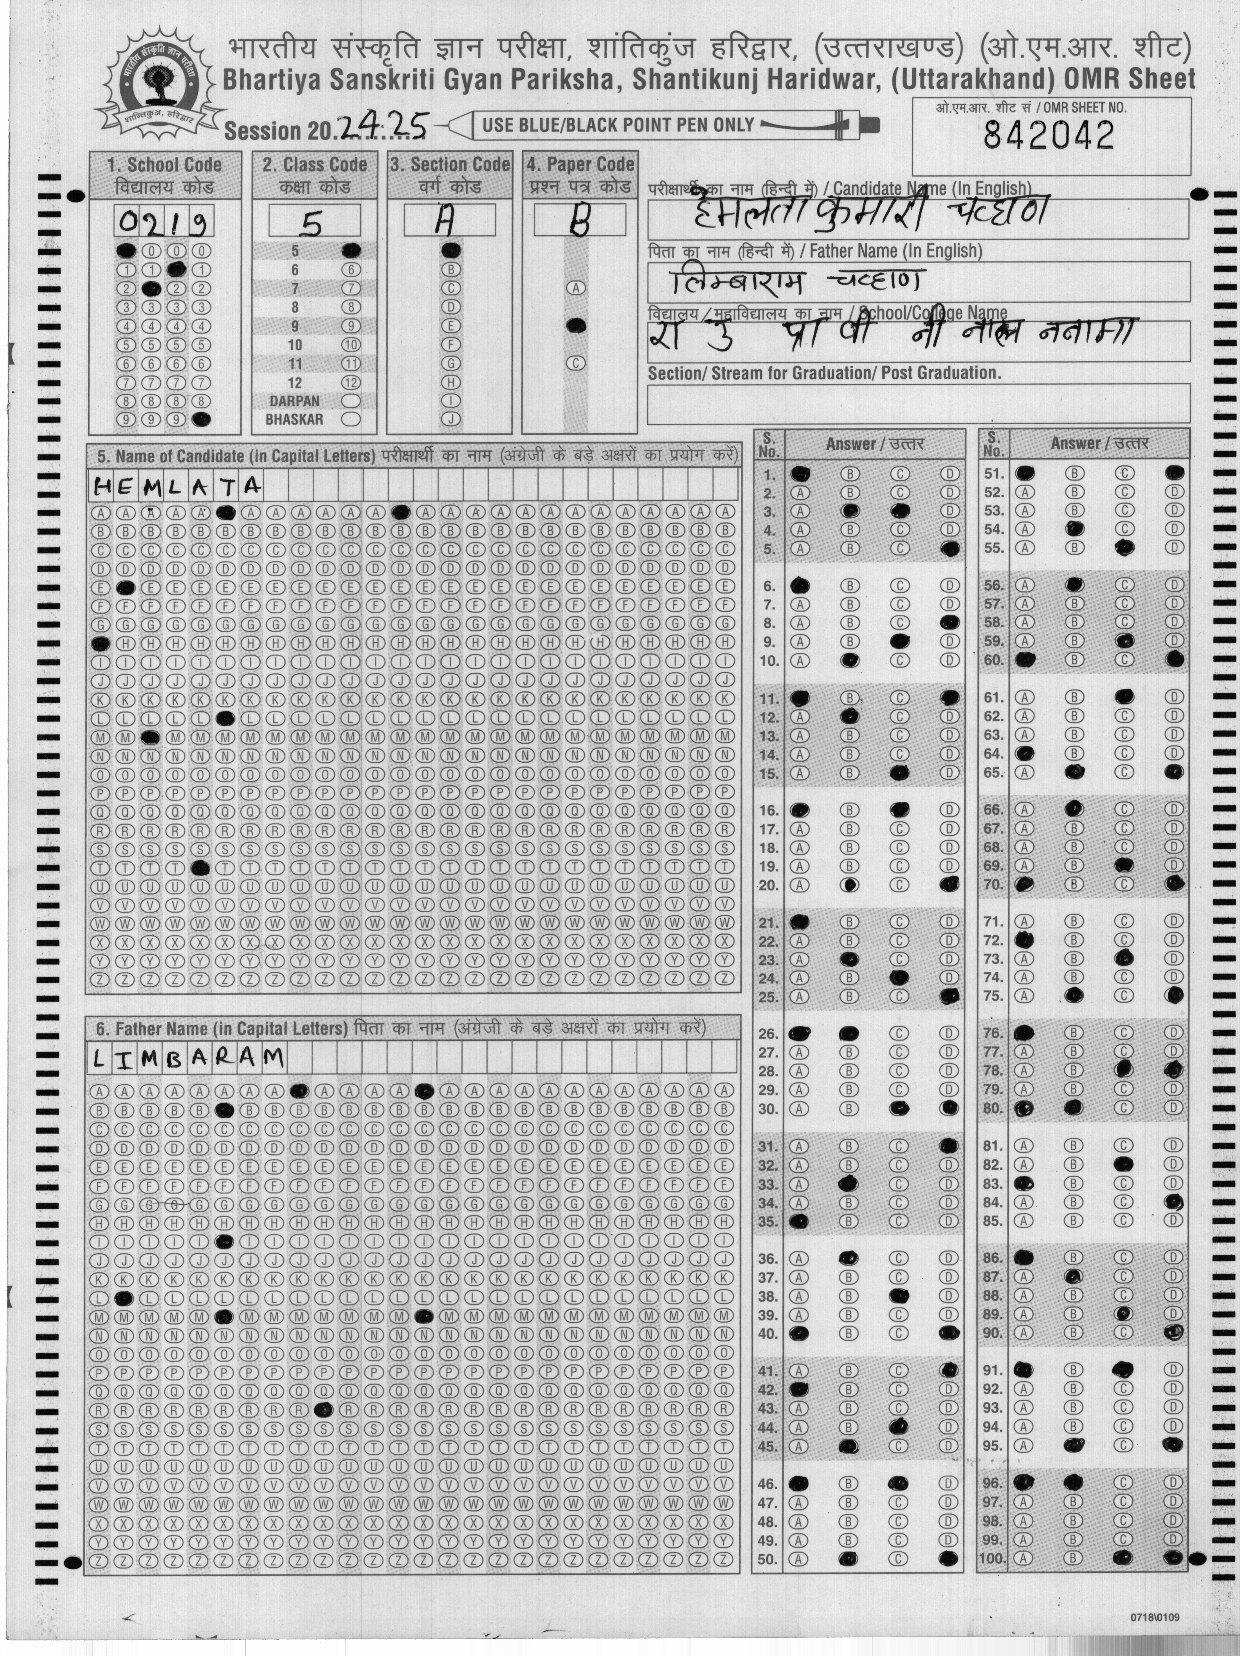 भारतीय संस्कृति ज्ञान परीक्षा, शांतिकुंज हरिद्वार, (उत्तराखण्ड) (ओ.एम.आर. शीट)
Bhartiya Sanskriti Gyan Pariksha, Shantikunj Haridwar, (Uttarakhand) OMR Sheet
Session 20 24.25
USE BLUE/BLACK POINT PEN ONLY
ओ.एम.आर. शीट सं / OMR SHEET NO.
842042
1. School Code
विद्यालय कोड
0219
2. Class Code
कक्षा कोड
5
5
6
7
8
9
10
11
12
DARPAN
BHASKAR
3. Section Code
वर्ग कोड
A
4. Paper Code
प्रश्न पत्र कोड
B
परीक्षार्थी का नाम (हिन्दी में) / Candidate Name (In English)
हेमलता कुमारी चव्हाण
पिता का नाम (हिन्दी में) / Father Name (In English)
लिम्बाराम चव्हाण
विद्यालय / महाविद्यालय का नाम / School/College Name
रा उ प्रा वी
Section/ Stream for Graduation/ Post Graduation.
5. Name of Candidate (in Capital Letters) परीक्षार्थी का नाम (अंग्रेजी के बड़े अक्षरों का प्रयोग करें)
HEMLATA
6. Father Name (in Capital Letters) पिता का नाम (अंग्रेजी के बड़े अक्षरों का प्रयोग करें)
LIMBARAM
S. No. Answer / उत्तर
S. No. Answer / उत्तर
0718\0109